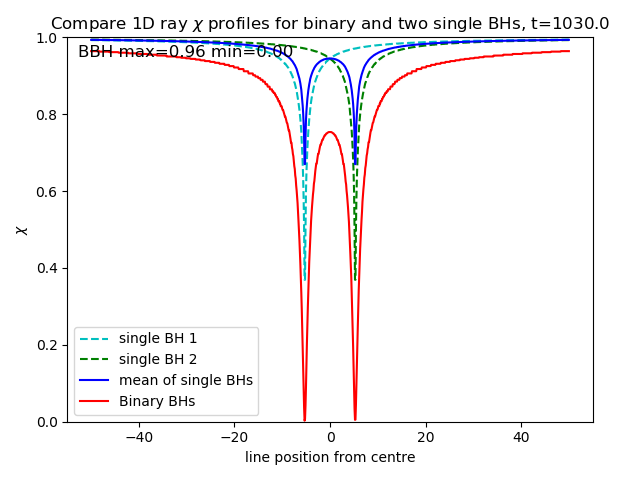 Compare 1D ray χ profiles for binary and two single BHs, t=1030.0
BBH max=0.96 min=0.00
1.0
0.8
0.6
0.4
0.2
0.0
χ
single BH 1
single BH 2
mean of single BHs
Binary BHs
−40
−20
0
20
40
line position from centre